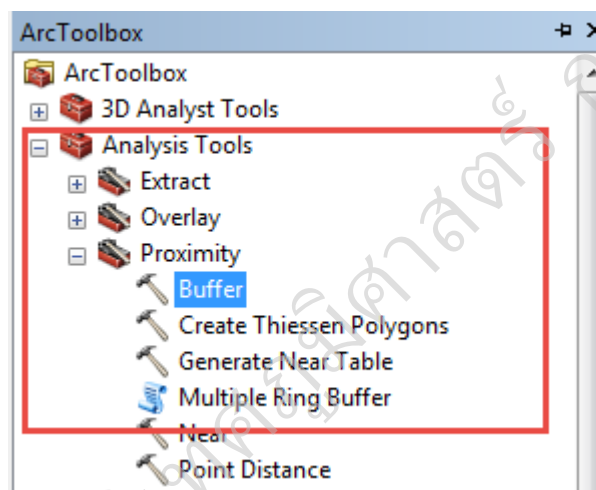 ArcToolbox
ArcToolbox
3D Analyst Tools
Analysis Tools
Extract
Overlay
Proximity
Buffer
Create Thiessen Polygons
Generate Near Table
Multiple Ring Buffer
Near
Point Distance